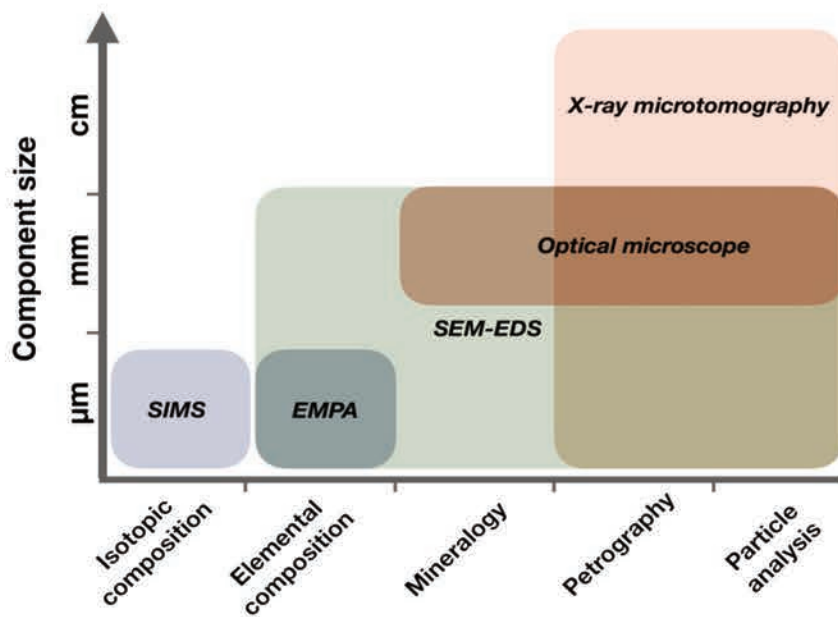 Component size
cm
mm
μm
X-ray microtomography
Optical microscope
SEM-EDS
SIMS
EMPA
Isotopic
composition
Elemental
composition
Mineralogy
Petrography
Particle
analysis